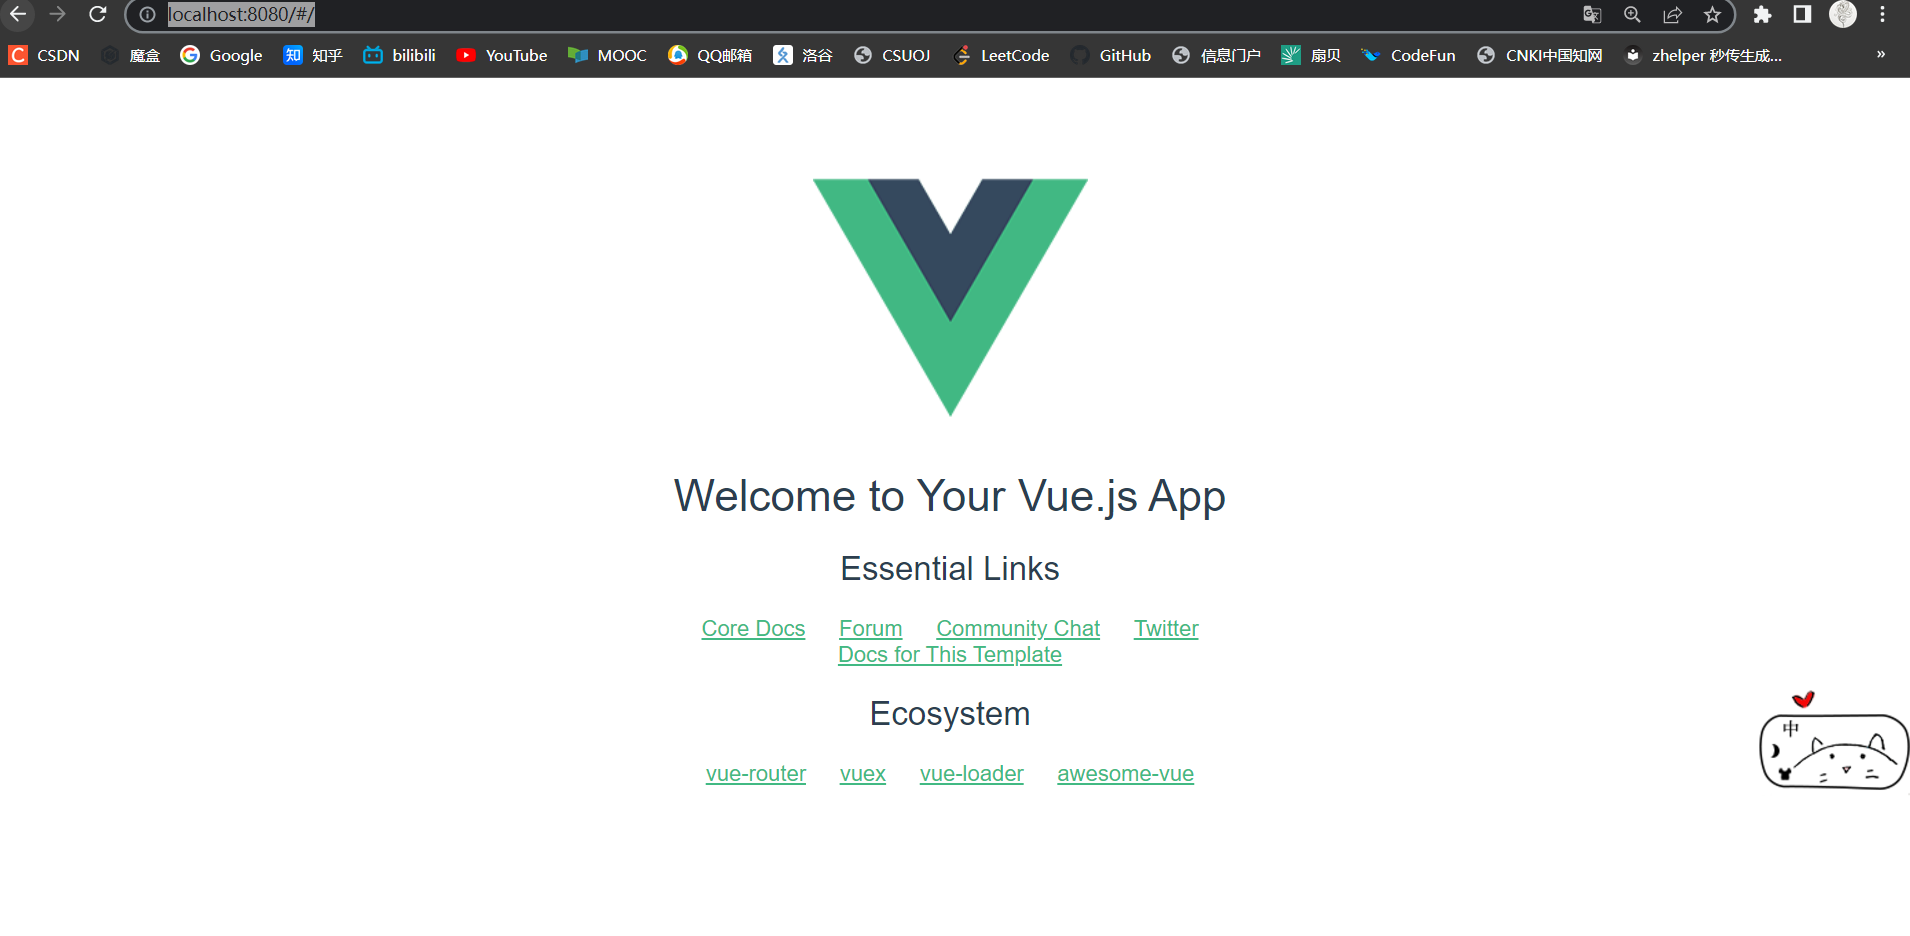 localhost:8080/#/
CSDN 魔盒 Google 知 知乎 bilibili YouTube MOOC QQ邮箱 洛谷 CSUOJ LeetCode GitHub 信息门户 扇贝 CodeFun CNKI中国知网 zhelper 秒传生成... »
Welcome to Your Vue.js App
Essential Links
Core Docs Forum Community Chat Twitter
Docs for This Template
Ecosystem
vue-router vuex vue-loader awesome-vue
中